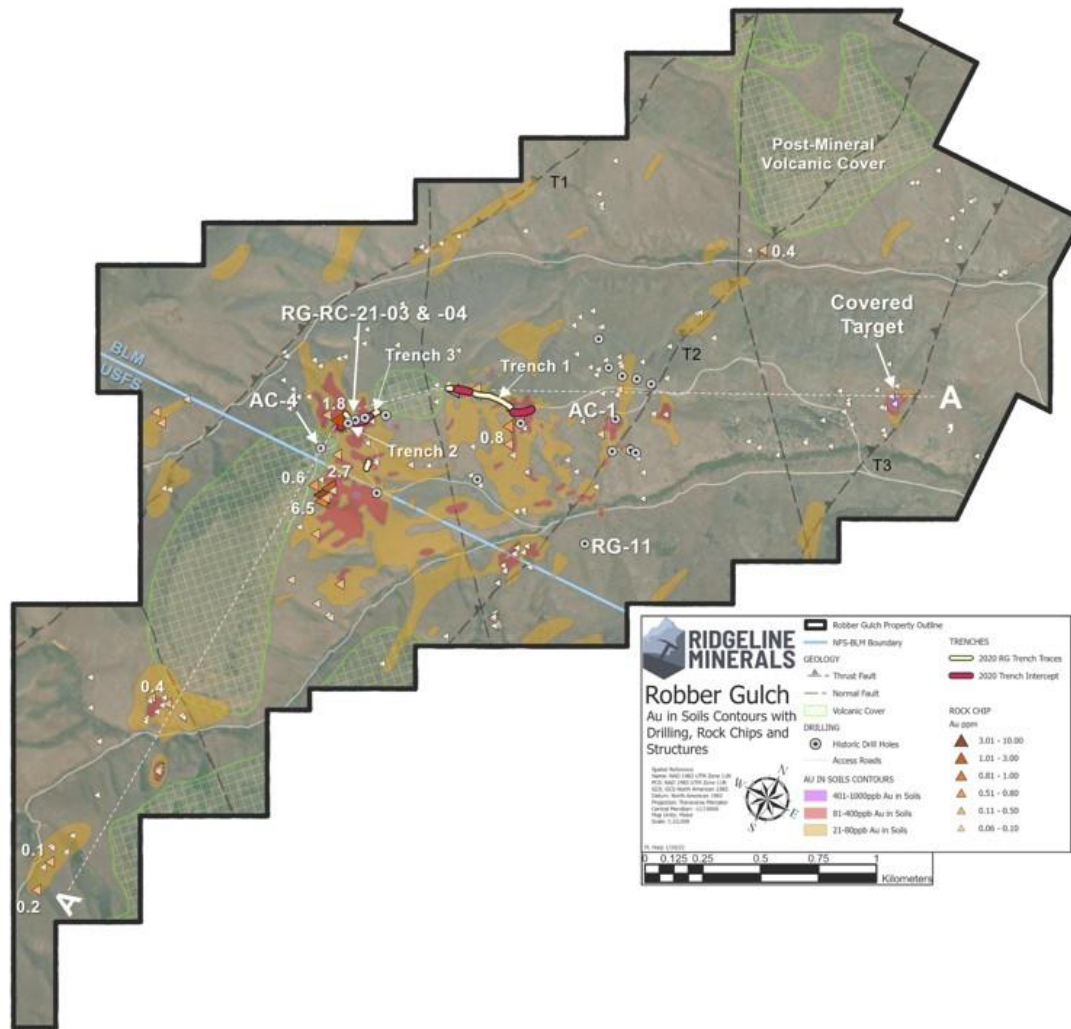 Post-Mineral
Volcanic Cover
T1
0.4
RG-RC-21-03 & -04
Covered
Target
Trench 3
Trench 1
T2
BLM
USFS
1.8
AC-4
AC-1
A'
0.8
Trench 2
0.6
2.7
T3
6.5
RG-11
0.4
0.1
A
0.2
RIDGELINE
MINERALS
Robber Gulch
Au in Soils Contours with
Drilling, Rock Chips and
Structures
N
W
E
S
Robber Gulch Property Outline
NFS-BLM Boundary
GEOLOGY
Thrust Fault
Normal Fault
Volcanic Cover
DRILLING
Historic Drill Holes
Access Roads
AU IN SOILS CONTOURS
401-1000ppb Au in Soils
81-400ppb Au in Soils
21-80ppb Au in Soils
TRENCHES
2020 RG Trench Traces
2020 Trench Intercept
ROCK CHIP
Au ppm
3.01 - 10.00
1.01 - 3.00
0.81 - 1.00
0.51 - 0.80
0.11 - 0.50
0.06 - 0.10
0 0.125 0.25 0.5 0.75 1
Kilometers